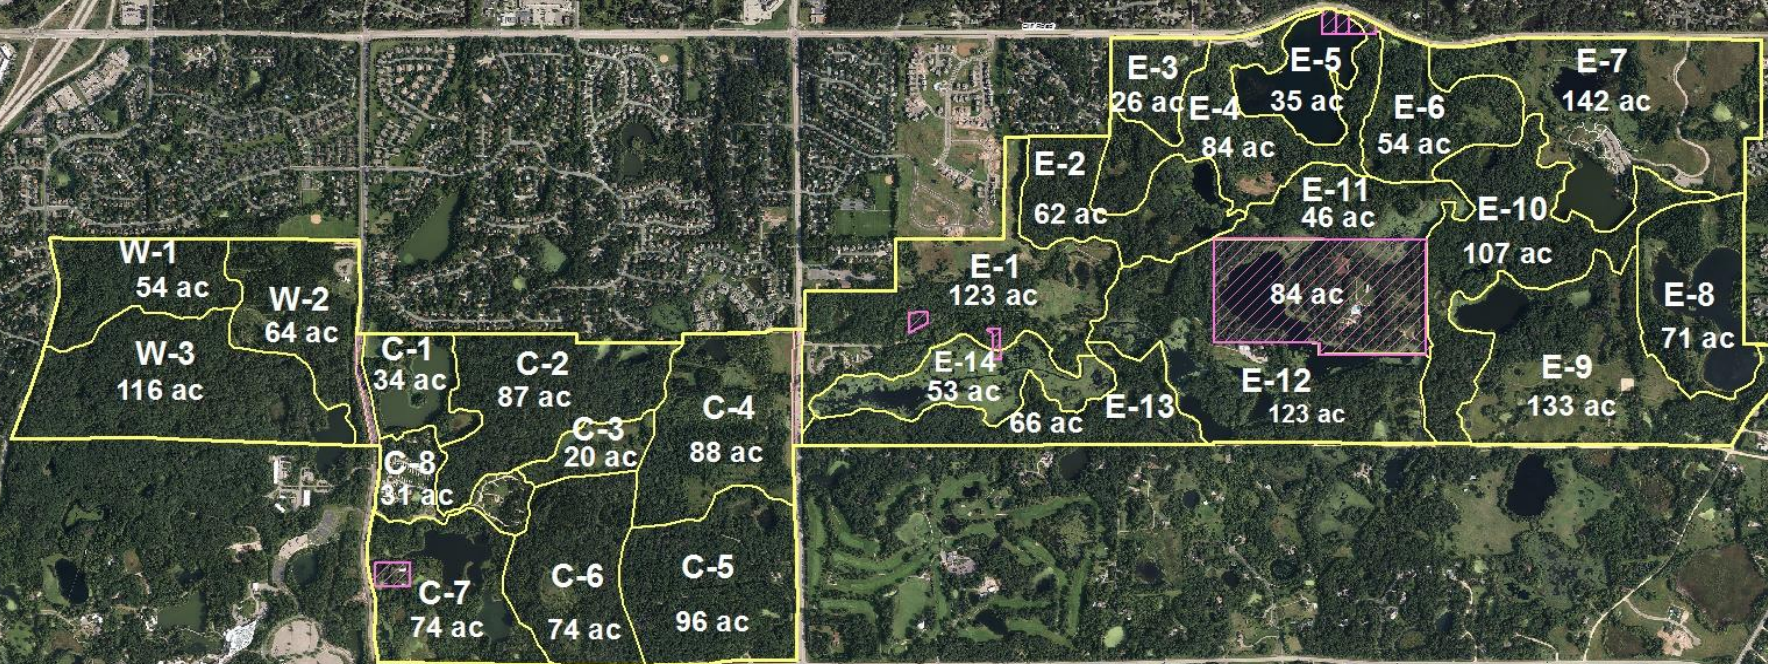 Cliff Road
E-3
26 ac
E-4
84 ac
E-5
35 ac
E-6
54 ac
E-7
142 ac
E-2
62 ac
E-11
46 ac
E-10
107 ac
W-1
54 ac
W-2
64 ac
W-3
116 ac
E-1
123 ac
84 ac
E-8
71 ac
C-1
34 ac
C-2
87 ac
C-3
20 ac
C-4
88 ac
E-14
53 ac
66 ac
E-13
E-12
123 ac
E-9
133 ac
C-8
31 ac
C-7
74 ac
C-6
74 ac
C-5
96 ac